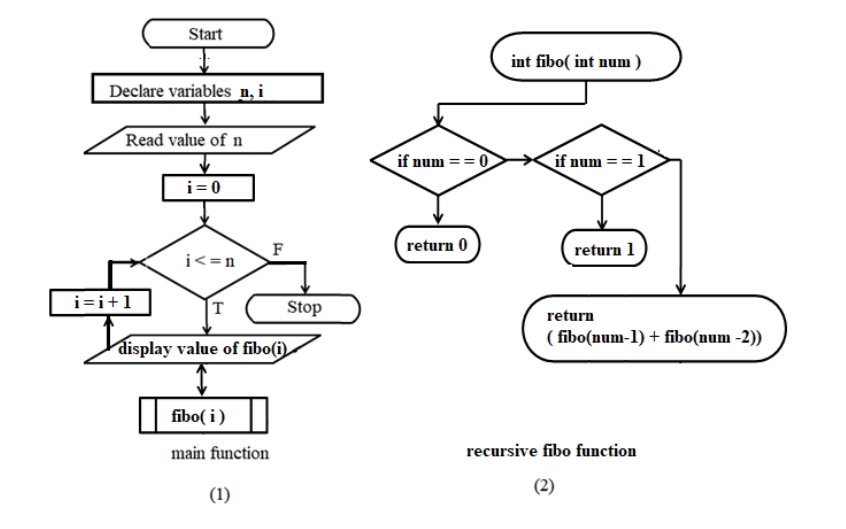 Start
Declare variables n, i
Read value of n
i = 0
i < = n
F
T
Stop
i = i + 1
display value of fibo(i)
fibo( i )
main function
(1)
int fibo( int num )
if num = = 0
if num = = 1
return 0
return 1
return
( fibo(num-1) + fibo(num -2))
recursive fibo function
(2)